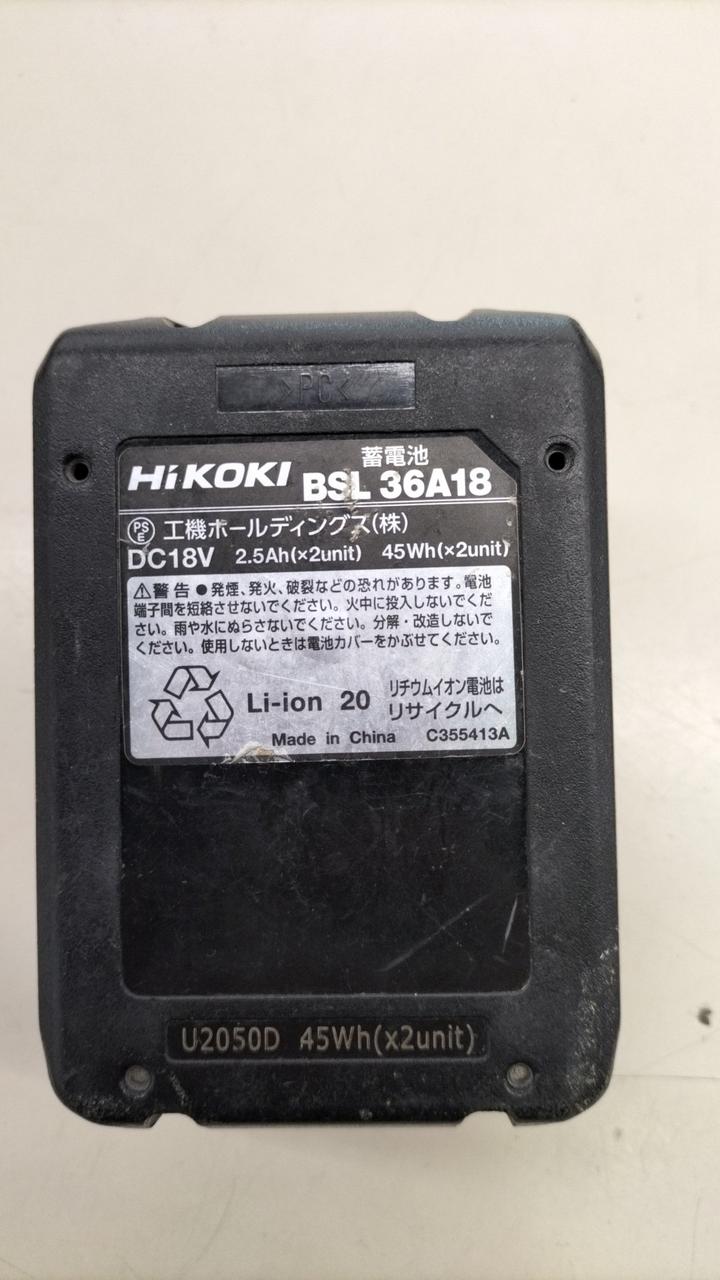 >PC<
HiKOKI 蓄電池
BSL 36A18
PSE 工機ホールディングス(株)
DC18V 2.5Ah(×2unit) 45Wh(×2unit)
⚠警告 ●発煙、発火、破裂などの恐れがあります。電池
端子間を短絡させないでください。火中に投入しないでくだ
さい。雨や水にぬらさないでください。分解・改造しないで
ください。使用しないときは電池カバーをかぶせてください。
Li-ion 20 リチウムイオン電池は
リサイクルへ
Made in China C355413A
U2050D 45Wh(x2unit)